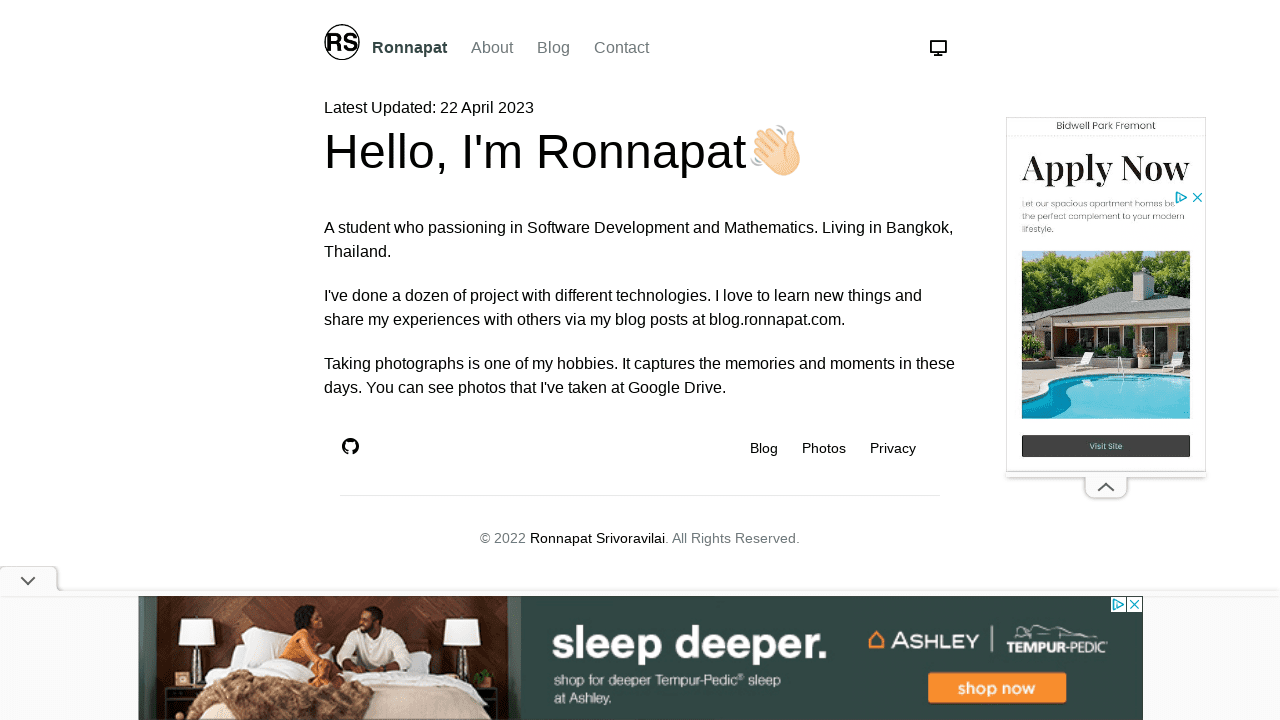 RS Ronnapat About Blog Contact
Latest Updated: 22 April 2023
Hello, I'm Ronnapat👋🏻
A student who passioning in Software Development and Mathematics. Living in Bangkok,
Thailand.
I've done a dozen of project with different technologies. I love to learn new things and
share my experiences with others via my blog posts at blog.ronnapat.com.
Taking photographs is one of my hobbies. It captures the memories and moments in these
days. You can see photos that I've taken at Google Drive.
Blog Photos Privacy
© 2022 Ronnapat Srivoravilai. All Rights Reserved.
Bidwell Park Fremont
Apply Now
Let our spacious apartment homes be
the perfect complement to your modern
lifestyle.
Visit Site
sleep deeper.
shop for deeper Tempur-Pedic® sleep
at Ashley.
ASHLEY | TEMPUR-PEDIC
shop now